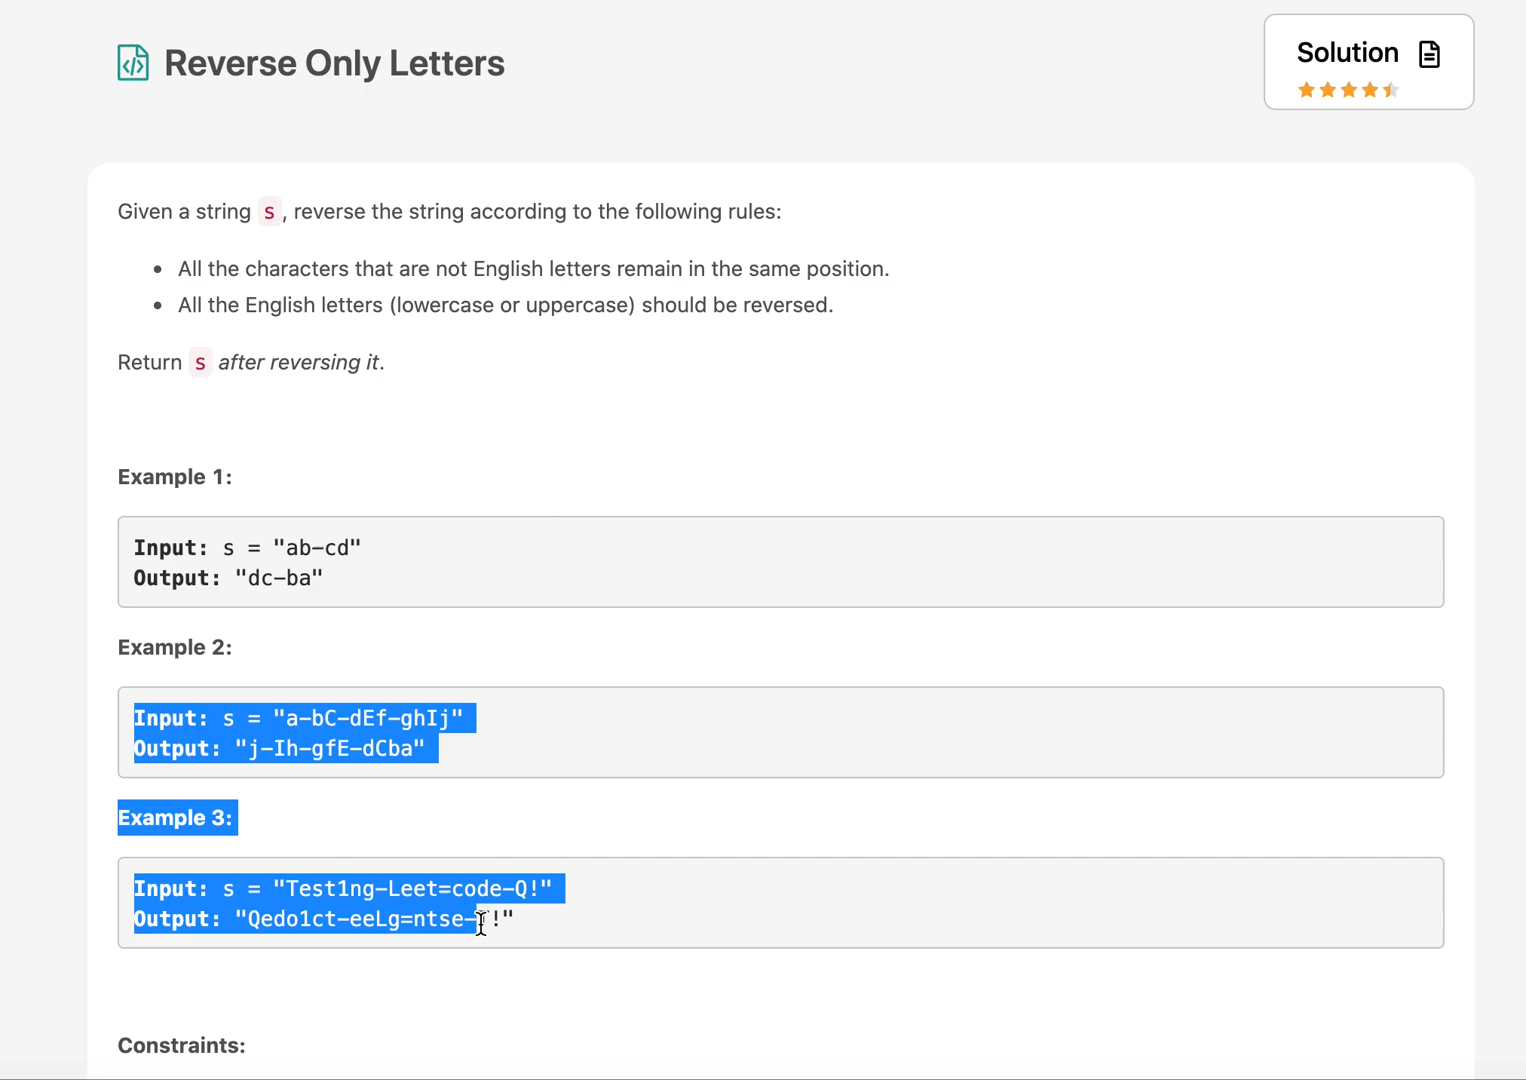 Reverse Only Letters
Solution
Given a string s, reverse the string according to the following rules:
All the characters that are not English letters remain in the same position.
All the English letters (lowercase or uppercase) should be reversed.
Return s after reversing it.
Example 1:
Input: s = "ab-cd"
Output: "dc-ba"
Example 2:
Input: s = "a-bC-dEf-ghIj"
Output: "j-Ih-gfE-dCba"
Example 3:
Input: s = "Test1ng-Leet=code-Q!"
Output: "Qedo1ct-eeLg=ntse-T!"
Constraints: